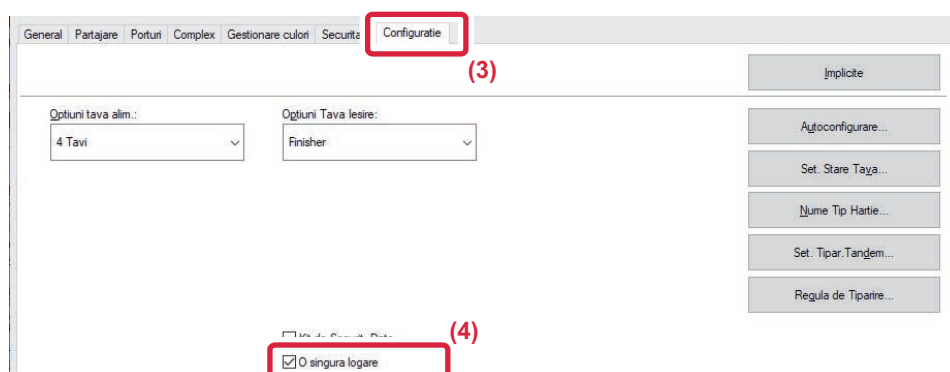 General Partajare Porturi Complex Gestionare culori Securita Configuratie
(3)
Implicite
Optiuni tava alim.: Optiuni Tava Iesire:
4 Tavi Finisher
Autoconfigurare...
Set. Stare Tava...
Nume Tip Hartie...
Set. Tipar.Tandem...
Regula de Tiparire...
(4)
O singura logare